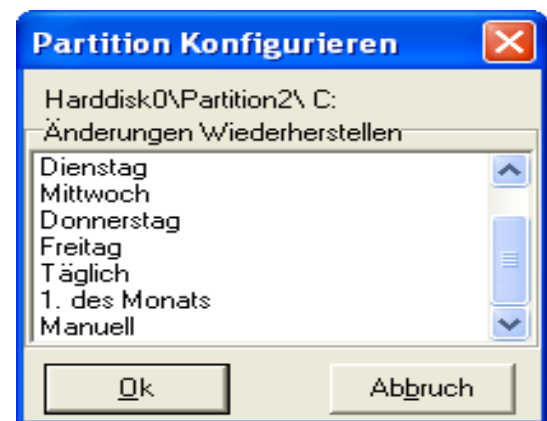 Partition Konfigurieren
Harddisk0\Partition2\ C:
Änderungen Wiederherstellen
Dienstag
Mittwoch
Donnerstag
Freitag
Täglich
1. des Monats
Manuell
Ok Abbruch